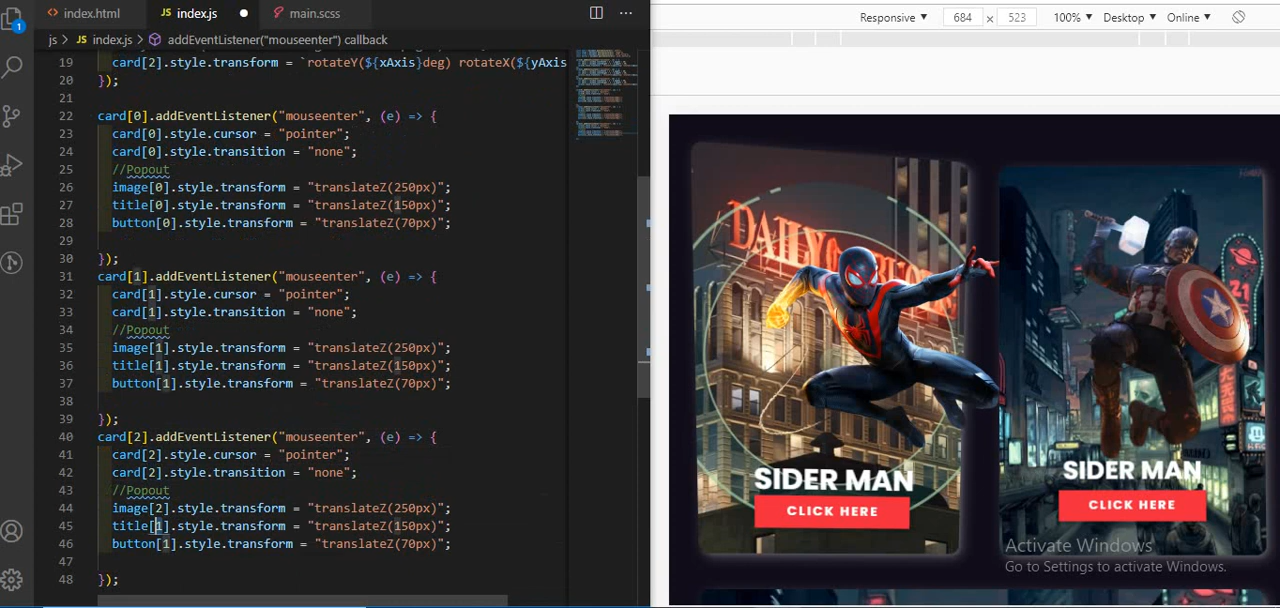 index.html
index.js
main.scss
1
js > index.js > addEventListener("mouseenter") callback
19 card[2].style.transform = `rotateY(${xAxis}deg) rotateX(${yAxis
20 });
21
22 card[0].addEventListener("mouseenter", (e) => {
23 card[0].style.cursor = "pointer";
24 card[0].style.transition = "none";
25 //Popout
26 image[0].style.transform = "translateZ(250px)";
27 title[0].style.transform = "translateZ(150px)";
28 button[0].style.transform = "translateZ(70px)";
29
30 });
31 card[1].addEventListener("mouseenter", (e) => {
32 card[1].style.cursor = "pointer";
33 card[1].style.transition = "none";
34 //Popout
35 image[1].style.transform = "translateZ(250px)";
36 title[1].style.transform = "translateZ(150px)";
37 button[1].style.transform = "translateZ(70px)";
38
39 });
40 card[2].addEventListener("mouseenter", (e) => {
41 card[2].style.cursor = "pointer";
42 card[2].style.transition = "none";
43 //Popout
44 image[2].style.transform = "translateZ(250px)";
45 title[1].style.transform = "translateZ(150px)";
46 button[1].style.transform = "translateZ(70px)";
47
48 });
Responsive 684 x 523 100% Desktop Online
DAILY
SIDER MAN
CLICK HERE
SIDER MAN
CLICK HERE
Activate Windows
Go to Settings to activate Windows.